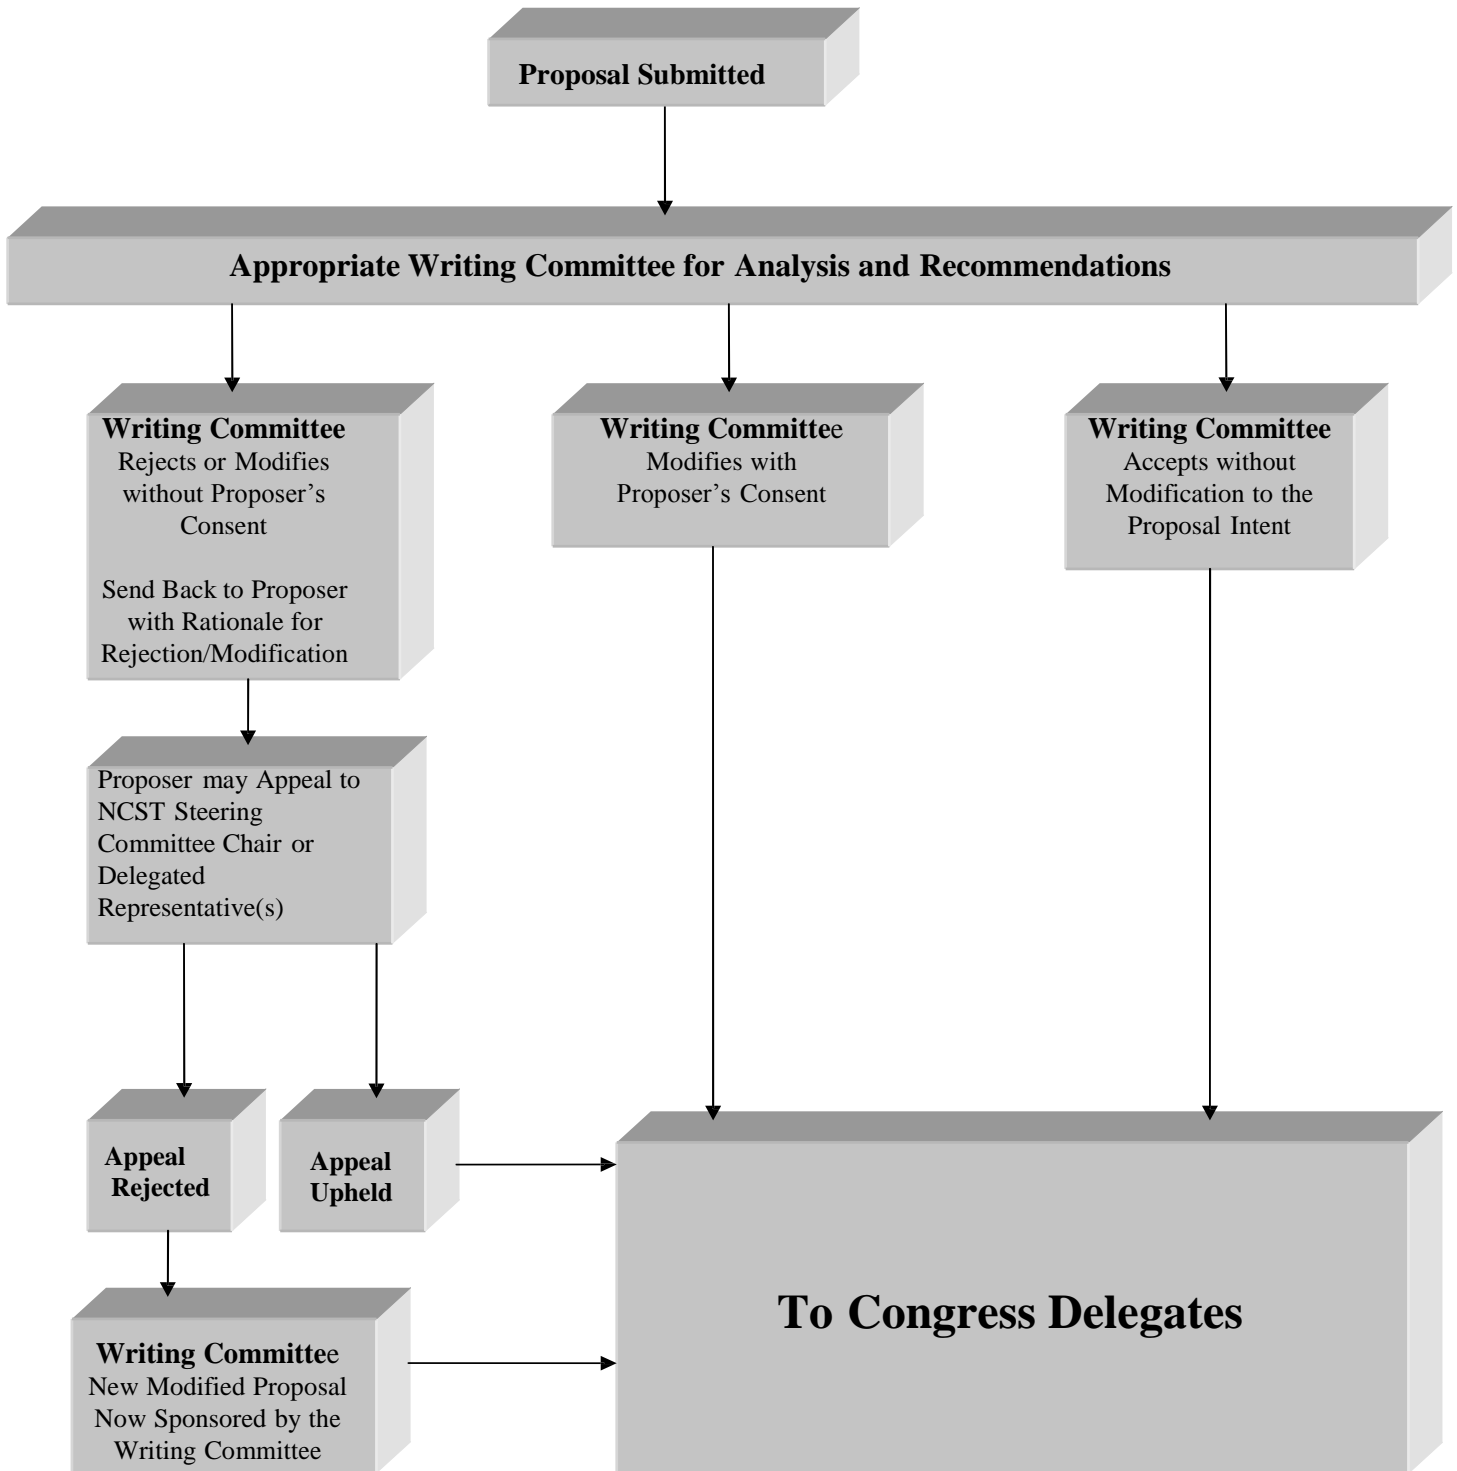 Proposal Submitted
Appropriate Writing Committee for Analysis and Recommendations
Writing Committee
Rejects or Modifies
without Proposer's
Consent
Send Back to Proposer
with Rationale for
Rejection/Modification
Writing Committee
Modifies with
Proposer's Consent
Writing Committee
Accepts without
Modification to the
Proposal Intent
Proposer may Appeal to
NCST Steering
Committee Chair or
Delegated
Representative(s)
Appeal
Rejected
Appeal
Upheld
Writing Committee
New Modified Proposal
Now Sponsored by the
Writing Committee
To Congress Delegates